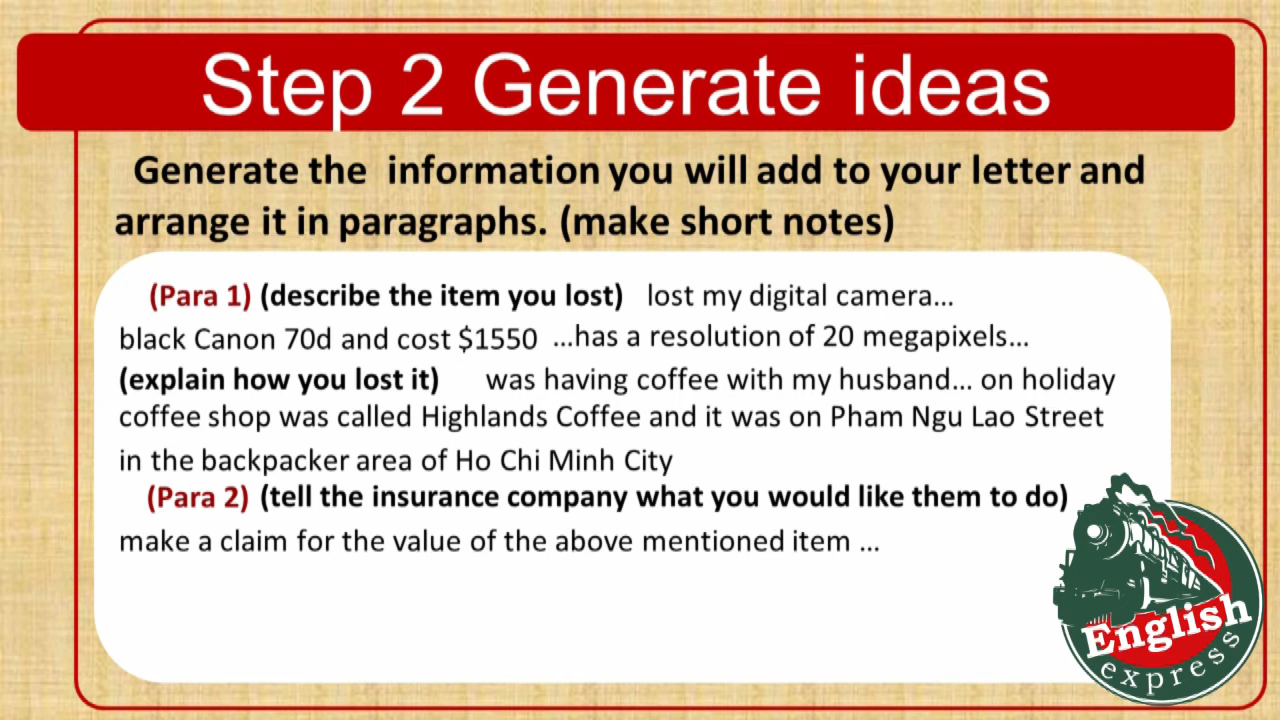 Step 2 Generate ideas
Generate the information you will add to your letter and
arrange it in paragraphs. (make short notes)
(Para 1) (describe the item you lost) lost my digital camera...
black Canon 70d and cost $1550 ...has a resolution of 20 megapixels...
(explain how you lost it) was having coffee with my husband... on holiday
coffee shop was called Highlands Coffee and it was on Pham Ngu Lao Street
in the backpacker area of Ho Chi Minh City
(Para 2) (tell the insurance company what you would like them to do)
make a claim for the value of the above mentioned item ...
English
express